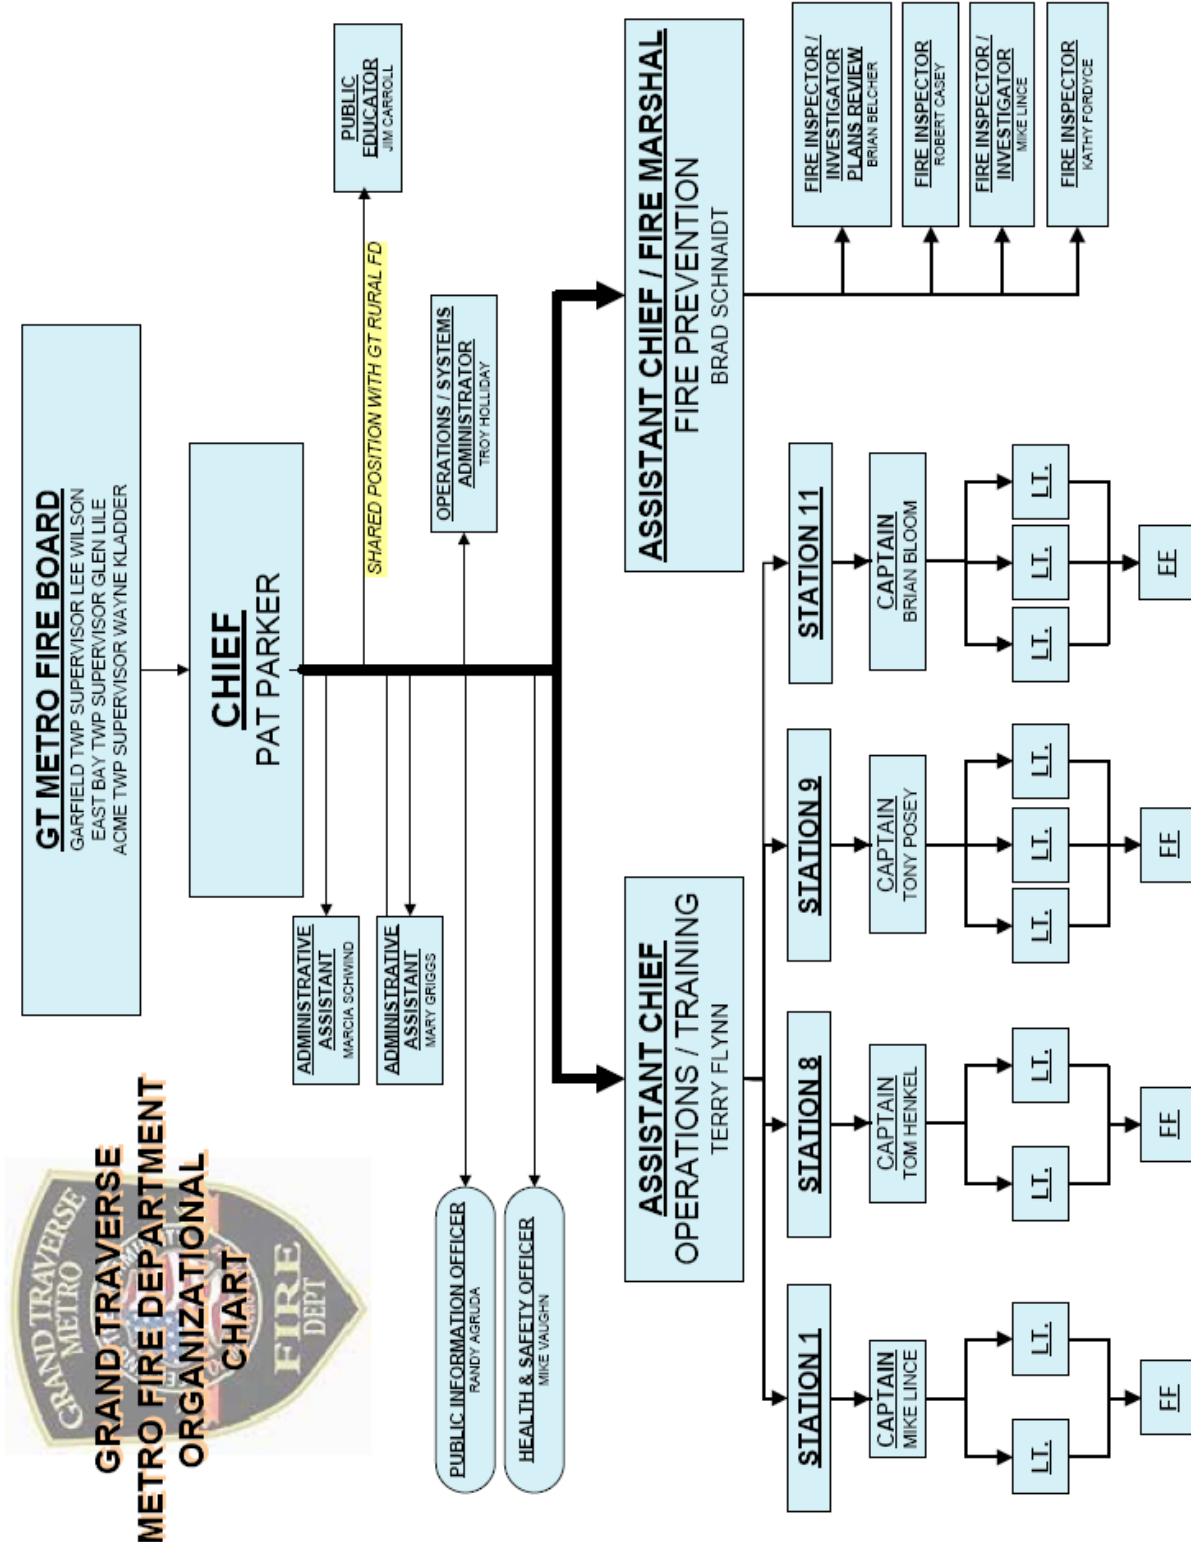 GRAND TRAVERSE
METRO
FIRE
DEPT
GRAND TRAVERSE
METRO FIRE DEPARTMENT
ORGANIZATIONAL
CHART
GT METRO FIRE BOARD
GARFIELD TWP SUPERVISOR LEE WILSON
EAST BAY TWP SUPERVISOR GLEN LILE
ACME TWP SUPERVISOR WAYNE KLADDER
CHIEF
PAT PARKER
ADMINISTRATIVE
ASSISTANT
MARCIA SCHWIND
PUBLIC
EDUCATOR
JIM CARROLL
SHARED POSITION WITH GT RURAL FD
ADMINISTRATIVE
ASSISTANT
MARY GRIGGS
PUBLIC INFORMATION OFFICER
RANDY AGRUDA
OPERATIONS / SYSTEMS
ADMINISTRATOR
TROY HOLLIDAY
HEALTH & SAFETY OFFICER
MIKE VAUGHN
ASSISTANT CHIEF
OPERATIONS / TRAINING
TERRY FLYNN
ASSISTANT CHIEF / FIRE MARSHAL
FIRE PREVENTION
BRAD SCHNAIDT
STATION 1
STATION 8
STATION 9
STATION 11
CAPTAIN
MIKE LINCE
CAPTAIN
TOM HENKEL
CAPTAIN
TONY POSEY
CAPTAIN
BRIAN BLOOM
FIRE INSPECTOR /
INVESTIGATOR
PLANS REVIEW
BRIAN BELCHER
FIRE INSPECTOR
ROBERT CASEY
FIRE INSPECTOR /
INVESTIGATOR
MIKE LINCE
FIRE INSPECTOR
KATHY FORDYCE
LT.
LT.
LT.
LT.
LT.
LT.
LT.
LT.
LT.
LT.
FF
FF
FF
FF